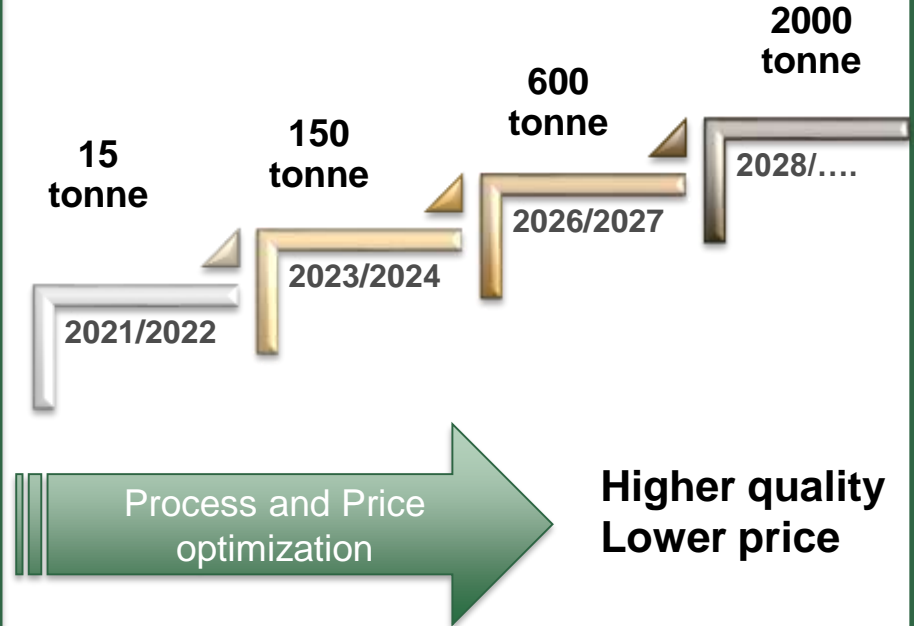 15
tonne
2021/2022
150
tonne
2023/2024
600
tonne
2026/2027
2000
tonne
2028/....
Process and Price
optimization
Higher quality
Lower price